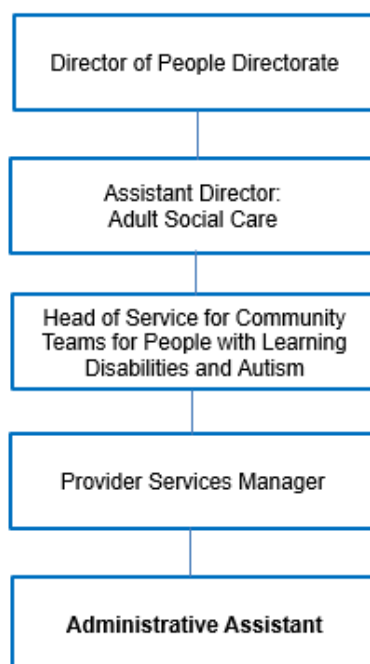 Director of People Directorate
Assistant Director:
Adult Social Care
Head of Service for Community
Teams for People with Learning
Disabilities and Autism
Provider Services Manager
Administrative Assistant